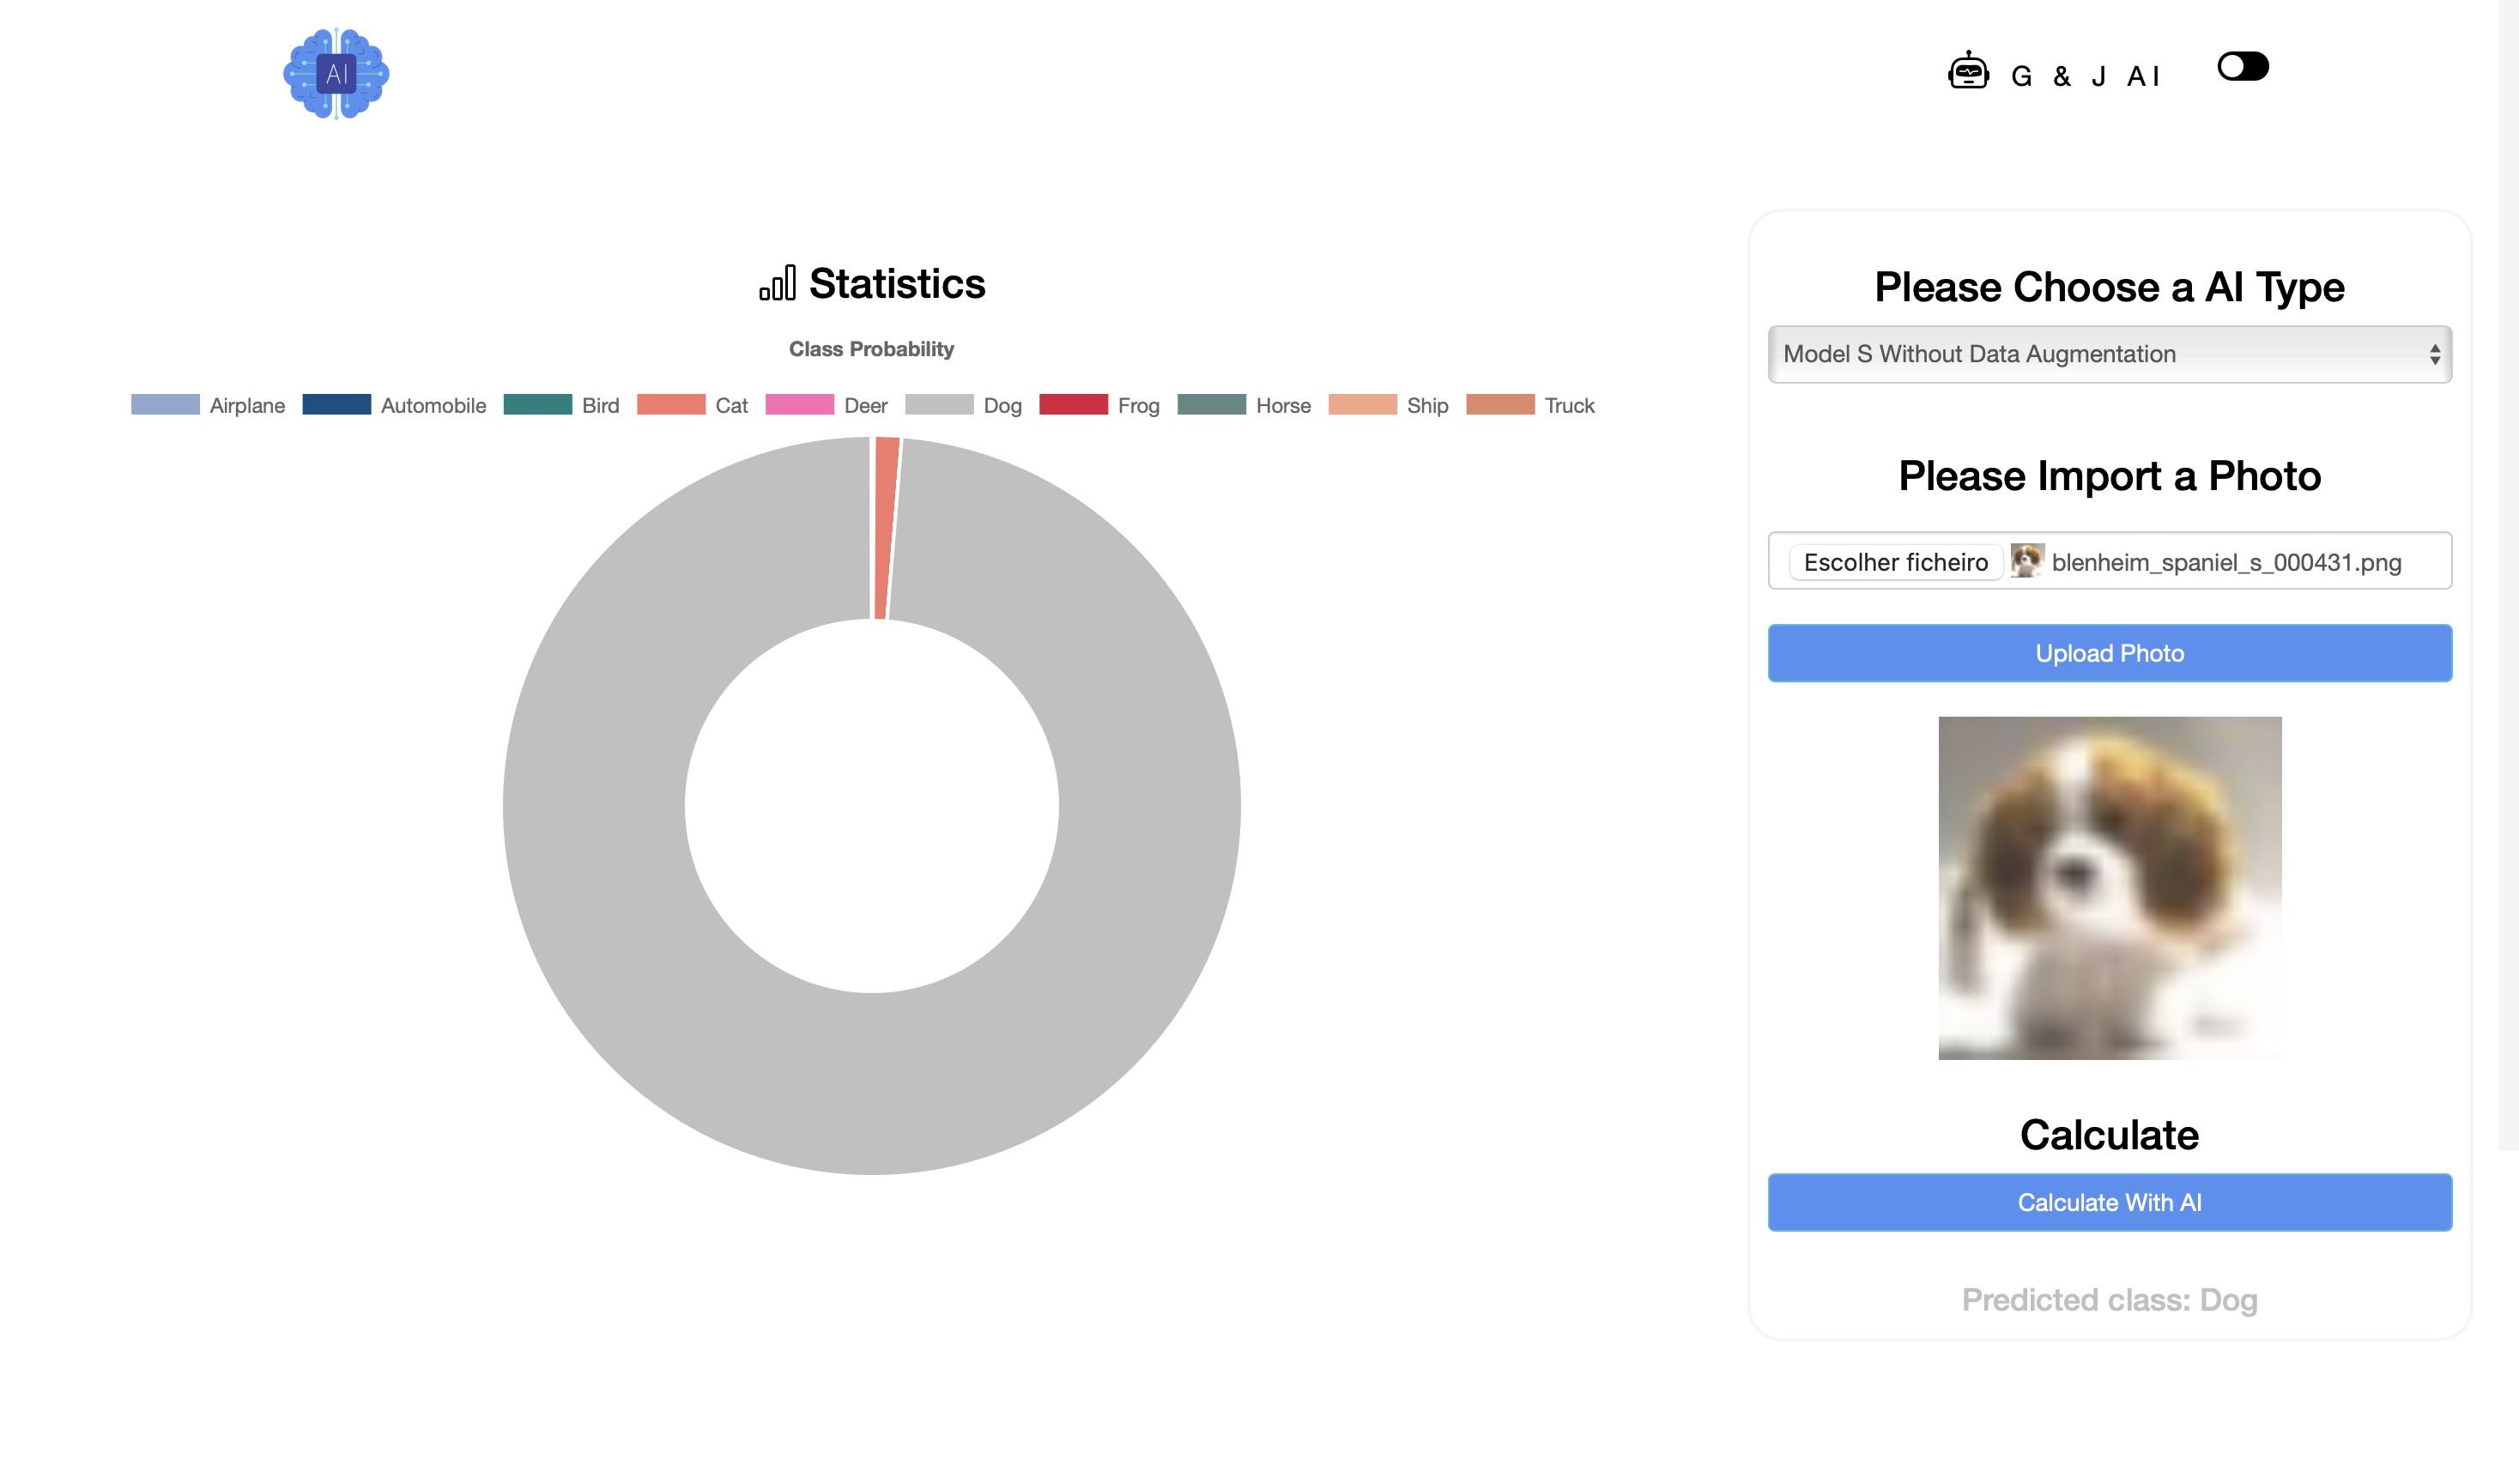 AI
G & J AI
Statistics
Class Probability
Airplane Automobile Bird Cat Deer Dog Frog Horse Ship Truck
Please Choose a AI Type
Model S Without Data Augmentation
Please Import a Photo
Escolher ficheiro blenheim_spaniel_s_000431.png
Upload Photo
Calculate
Calculate With AI
Predicted class: Dog